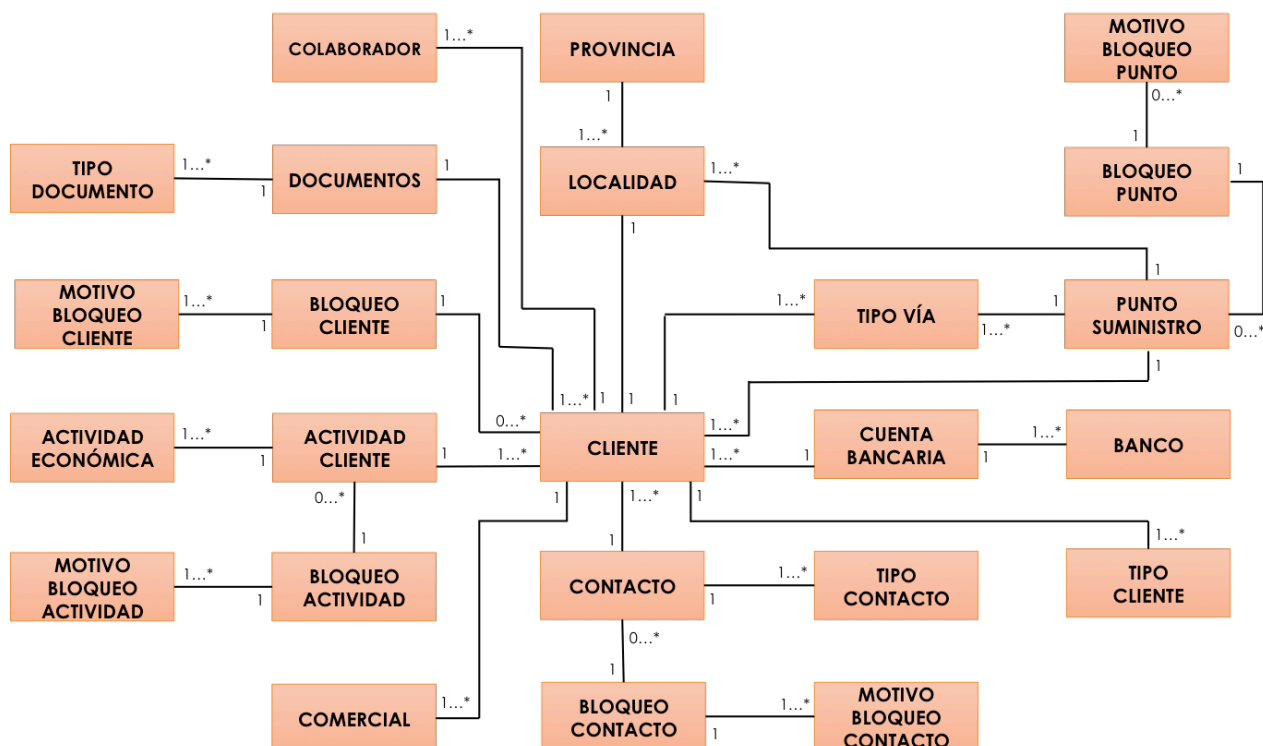 COLABORADOR
1...*
PROVINCIA
MOTIVO
BLOQUEO
PUNTO
1
0...*
1...*
1
TIPO
DOCUMENTO
1...*
1
DOCUMENTOS
1
LOCALIDAD
1...*
BLOQUEO
PUNTO
1
1
1
MOTIVO
BLOQUEO
CLIENTE
1...*
1
BLOQUEO
CLIENTE
1
1...*
TIPO VÍA
1
1...*
PUNTO
SUMINISTRO
0...*
1
1...*
1
1
1
0...*
1...*
ACTIVIDAD
ECONÓMICA
1...*
1
ACTIVIDAD
CLIENTE
1
1...*
CLIENTE
1...*
1
CUENTA
BANCARIA
1
1...*
BANCO
0...*
1
1
1...*
1
1...*
MOTIVO
BLOQUEO
ACTIVIDAD
1...*
1
BLOQUEO
ACTIVIDAD
1
CONTACTO
1
1...*
TIPO
CONTACTO
TIPO
CLIENTE
0...*
1
COMERCIAL
1...*
BLOQUEO
CONTACTO
1
1...*
MOTIVO
BLOQUEO
CONTACTO